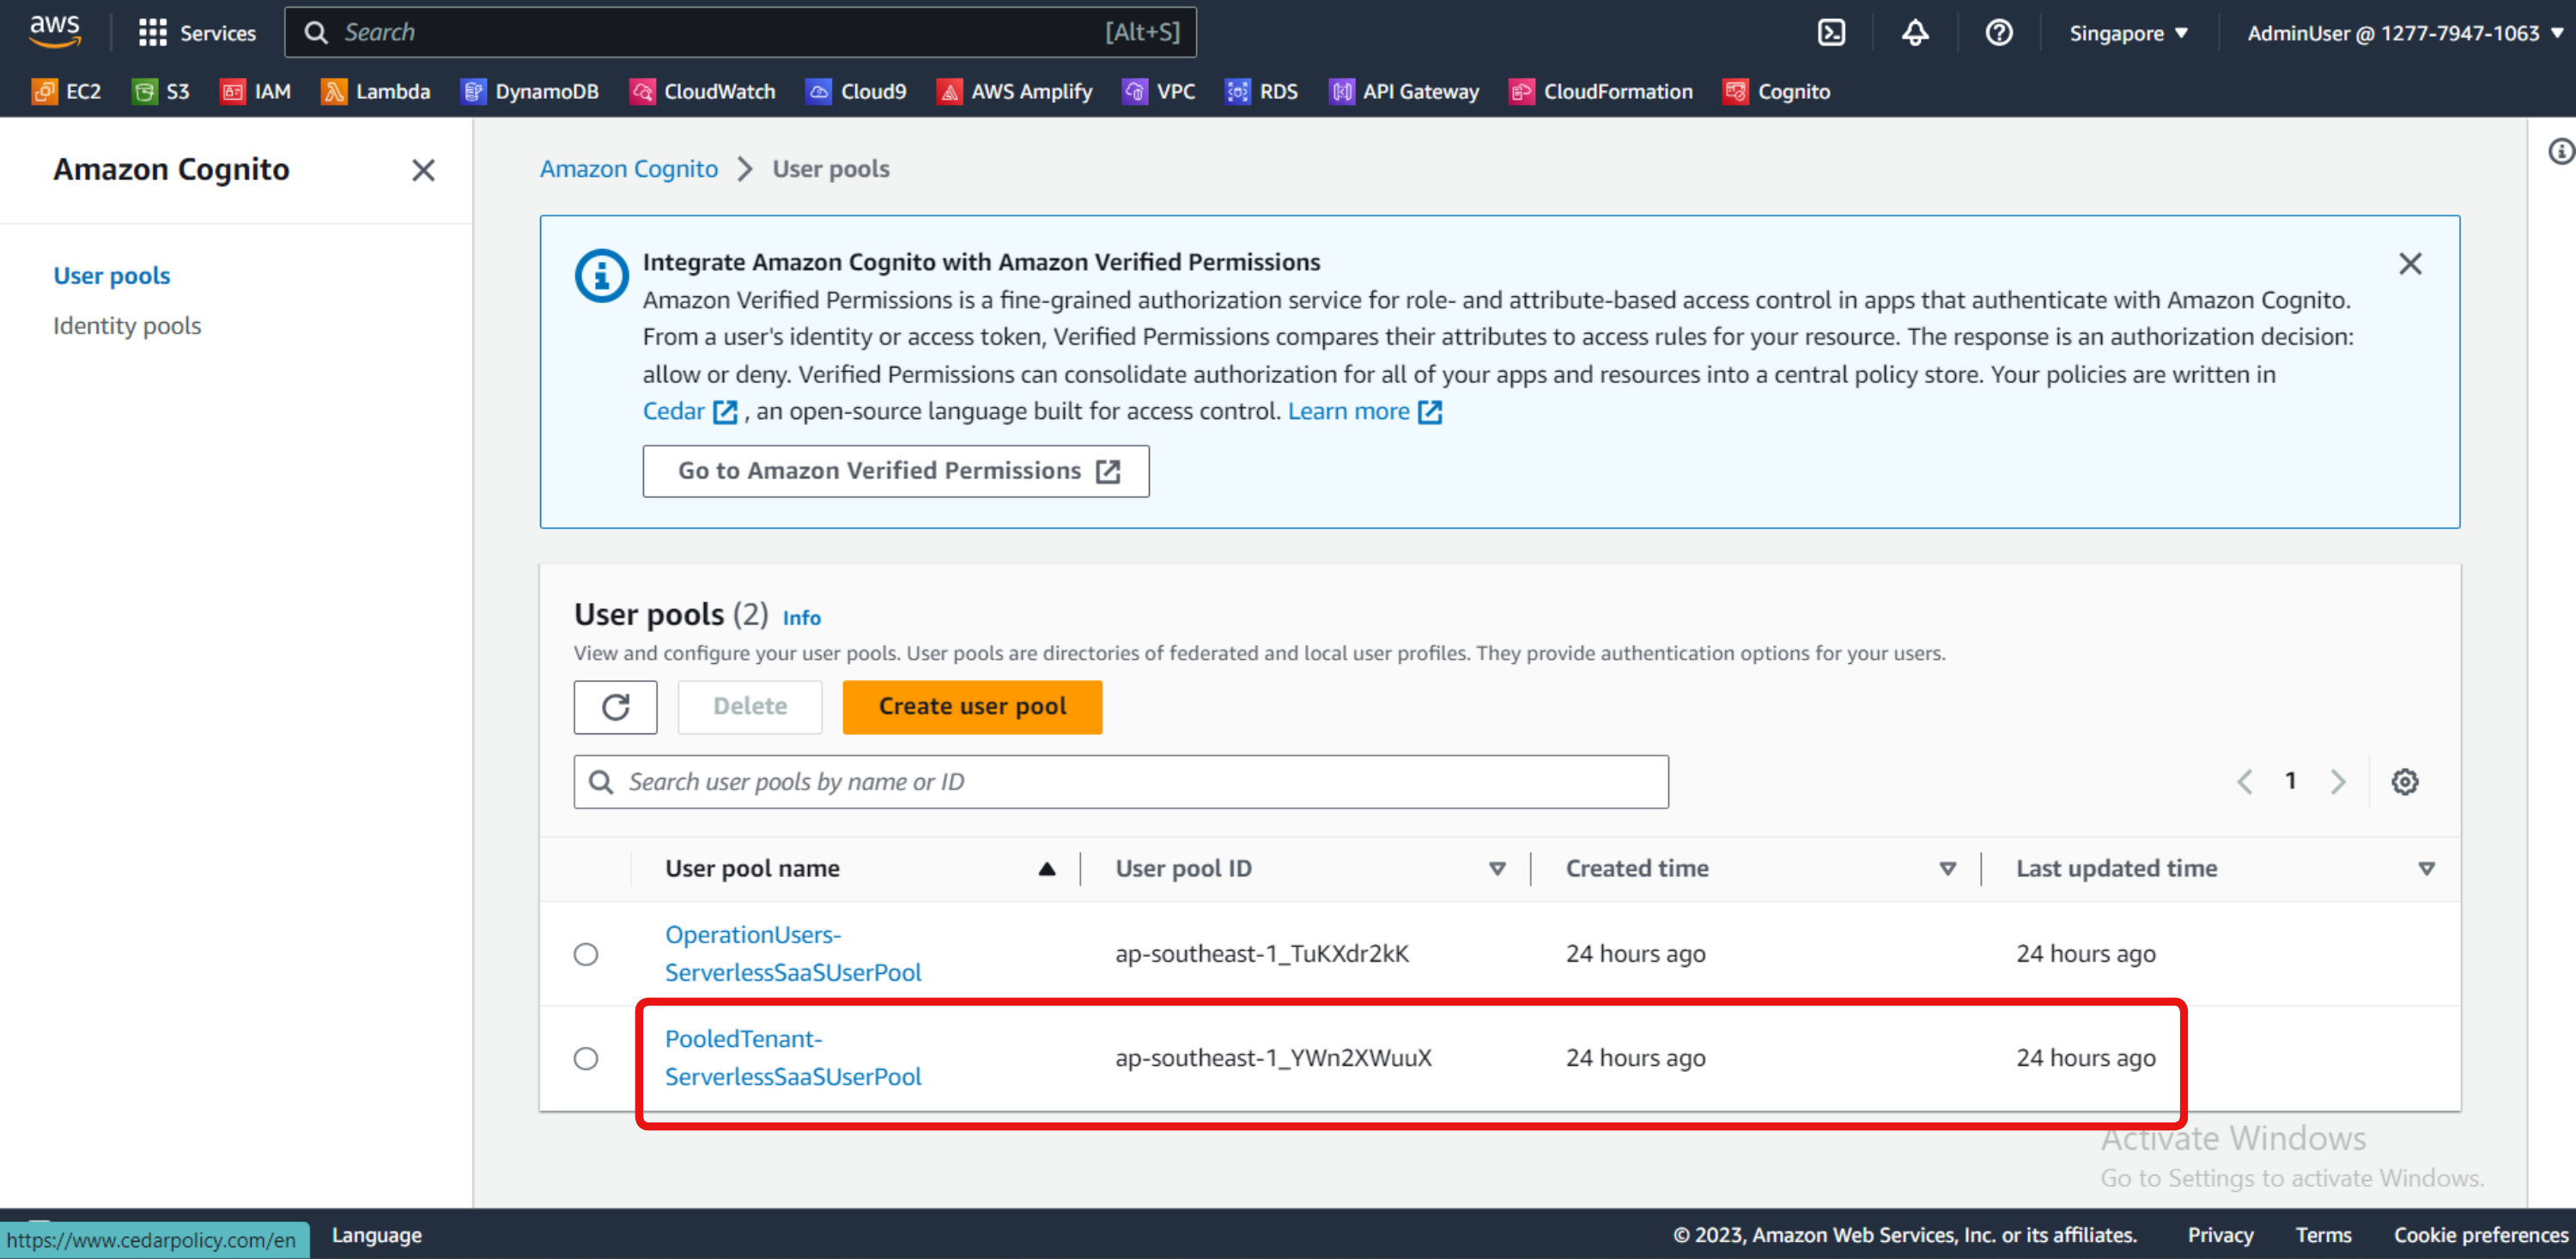 aws Services Search [Alt+S] Singapore AdminUser @ 1277-7947-1063
EC2 S3 IAM Lambda DynamoDB CloudWatch Cloud9 AWS Amplify VPC RDS API Gateway CloudFormation Cognito
Amazon Cognito
User pools
Identity pools
Amazon Cognito > User pools
Integrate Amazon Cognito with Amazon Verified Permissions
Amazon Verified Permissions is a fine-grained authorization service for role- and attribute-based access control in apps that authenticate with Amazon Cognito.
From a user's identity or access token, Verified Permissions compares their attributes to access rules for your resource. The response is an authorization decision:
allow or deny. Verified Permissions can consolidate authorization for all of your apps and resources into a central policy store. Your policies are written in
Cedar , an open-source language built for access control. Learn more
Go to Amazon Verified Permissions
User pools (2) Info
View and configure your user pools. User pools are directories of federated and local user profiles. They provide authentication options for your users.
Delete Create user pool
Search user pools by name or ID
1
User pool name User pool ID Created time Last updated time
OperationUsers-
ServerlessSaaSUserPool
ap-southeast-1_TuKXdr2kK 24 hours ago 24 hours ago
PooledTenant-
ServerlessSaaSUserPool
ap-southeast-1_YWn2XWuuX 24 hours ago 24 hours ago
Activate Windows
Go to Settings to activate Windows.
https://www.cedarpolicy.com/en Language © 2023, Amazon Web Services, Inc. or its affiliates. Privacy Terms Cookie preferences